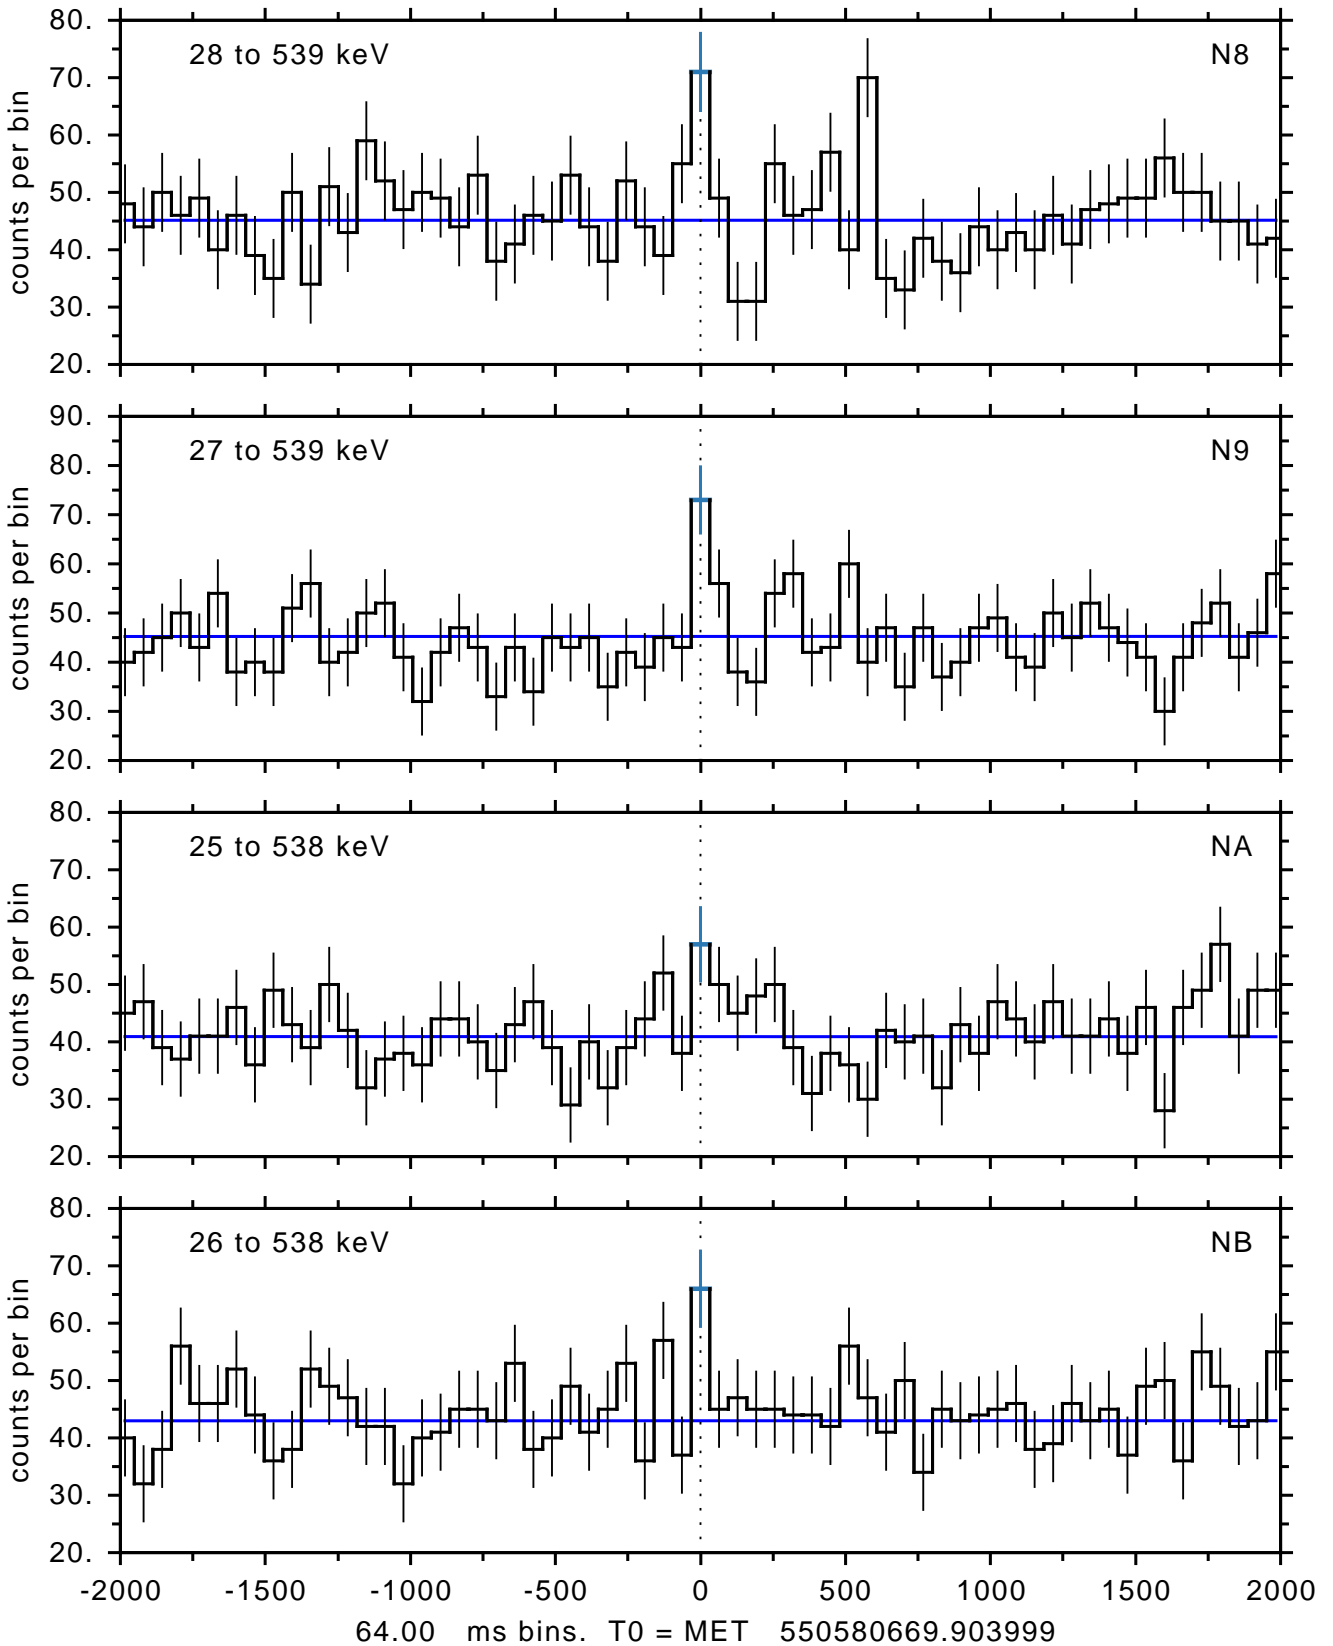 80.
28 to 539 keV
N8
70.
60.
50.
40.
30.
20.
counts per bin
90.
27 to 539 keV
N9
80.
70.
60.
50.
40.
30.
20.
counts per bin
80.
25 to 538 keV
NA
70.
60.
50.
40.
30.
20.
counts per bin
80.
26 to 538 keV
NB
70.
60.
50.
40.
30.
20.
counts per bin
-2000 -1500 -1000 -500 0 500 1000 1500 2000
64.00 ms bins. T0 = MET 550580669.903999